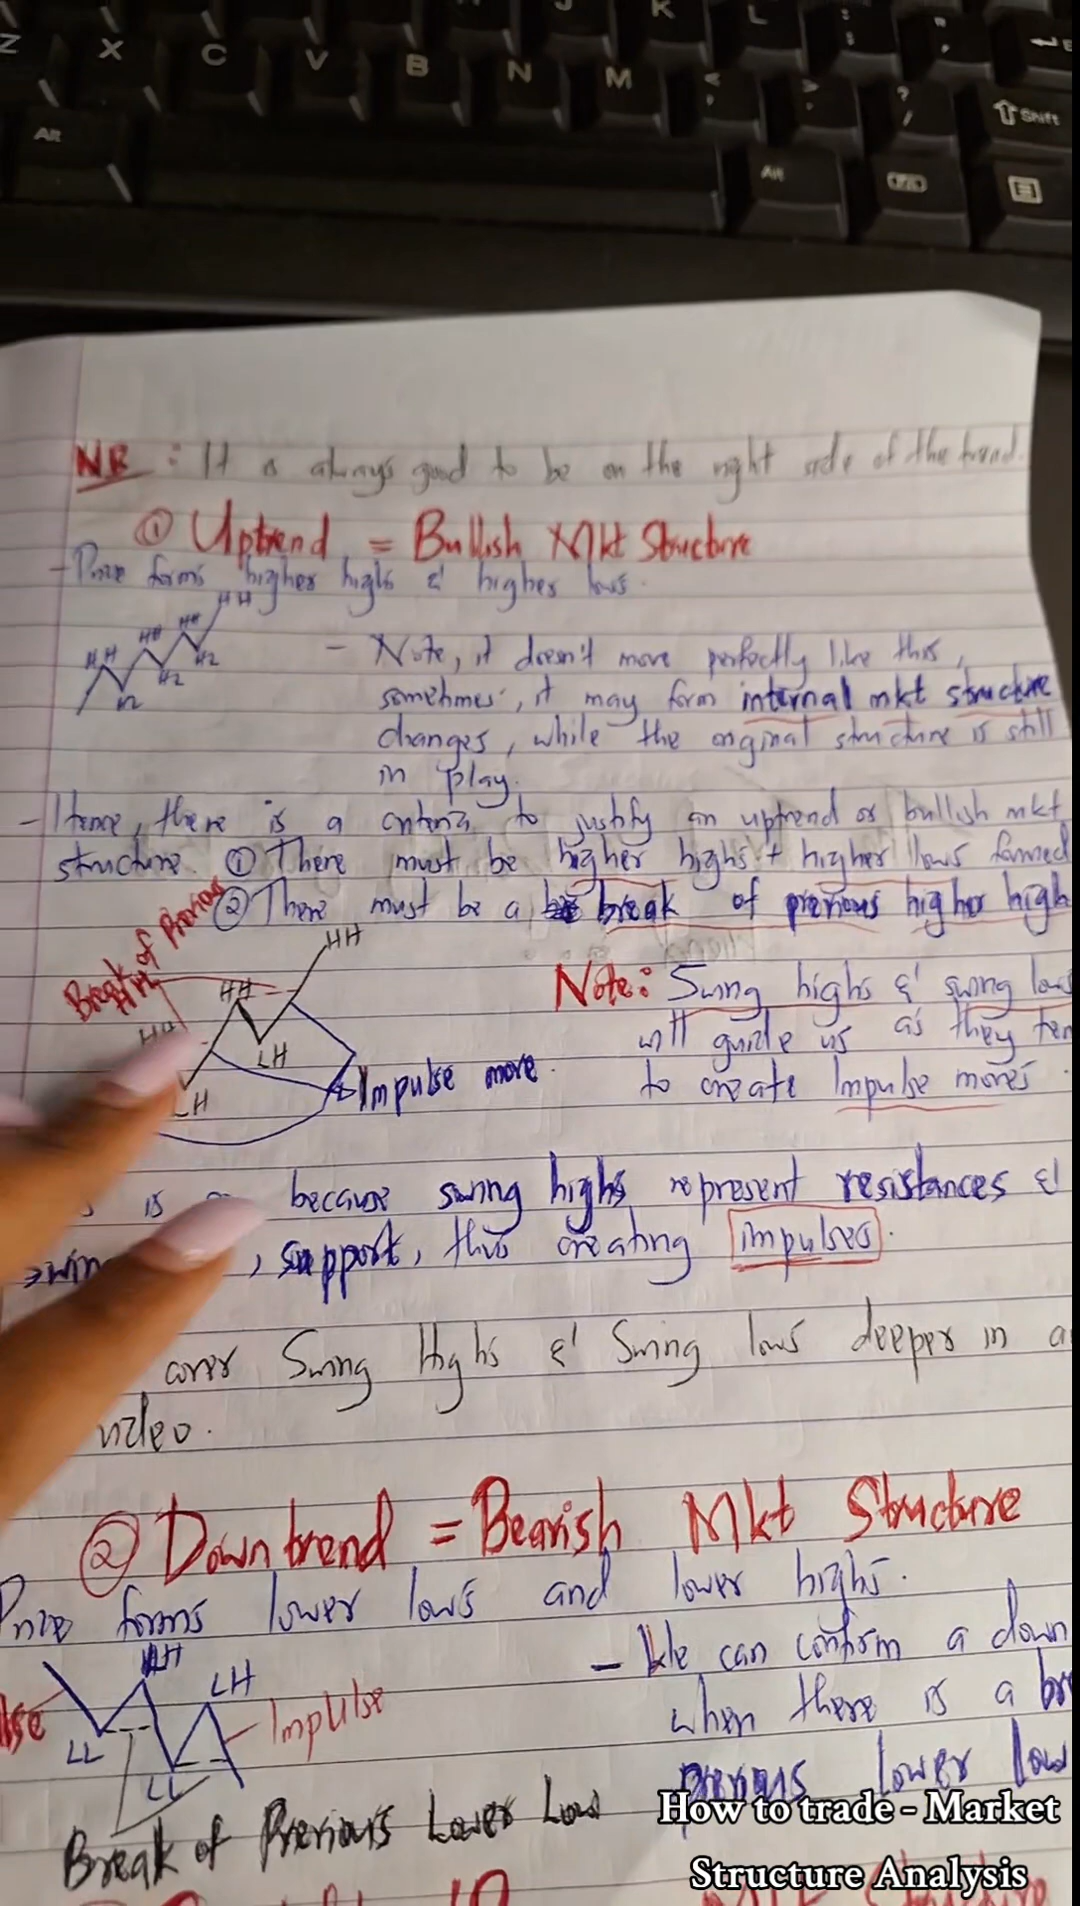 Z X C V B N M K L
Alt
Shift
Alt
NB : It is always good to be on the right side of the trend.
① Uptrend = Bullish Mkt Structure
- Price forms higher highs & higher lows.
HH
HH HH
HL
HL
- Note, it doesn't move perfectly like this,
sometimes, it may form internal mkt structure
changes, while the original structure is still
in play.
- Hence, there is a criteria to justify an uptrend or bullish mkt
structure. ① There must be higher highs + higher lows formed
② There must be a break of previous higher high
Break of Previous
HH
HH
LH
LH
Impulse move.
Note: Swing highs & swing lows
will guide us as they ten
to create Impulse moves.
is because swing highs represent resistances &
, support, thus creating impulses.
cover Swing Highs & Swing lows deeper in a
video.
② Downtrend = Bearish Mkt Structure
Price forms lower lows and lower highs.
LH
LL
LL
Impulse
- We can confirm a down
when there is a br
previous lower low
Break of Previous Lower Low
How to trade - Market
Structure Analysis